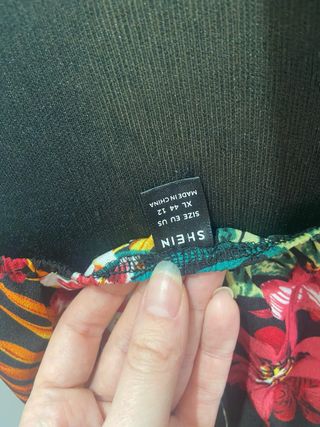 SHEIN
SIZE EU US
XL 44 12
MADE IN CHINA